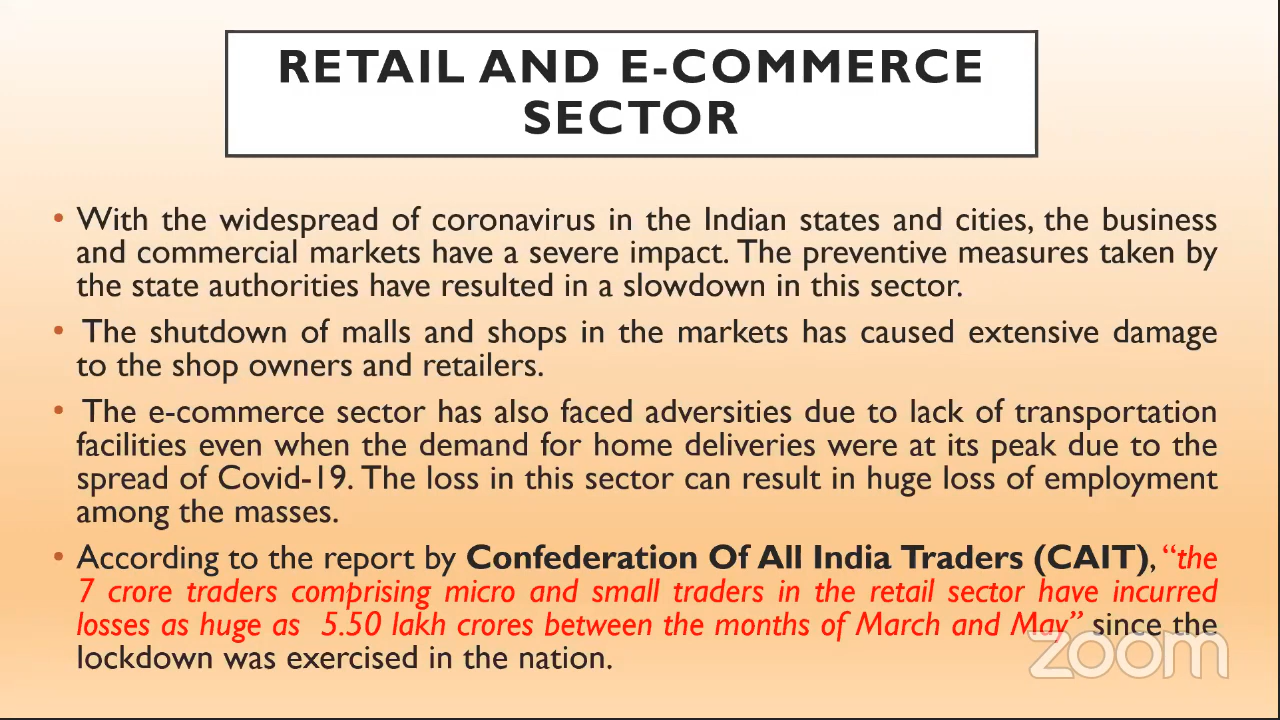 RETAIL AND E-COMMERCE
SECTOR
• With the widespread of coronavirus in the Indian states and cities, the business
and commercial markets have a severe impact. The preventive measures taken by
the state authorities have resulted in a slowdown in this sector.
• The shutdown of malls and shops in the markets has caused extensive damage
to the shop owners and retailers.
• The e-commerce sector has also faced adversities due to lack of transportation
facilities even when the demand for home deliveries were at its peak due to the
spread of Covid-19. The loss in this sector can result in huge loss of employment
among the masses.
• According to the report by Confederation Of All India Traders (CAIT), “the
7 crore traders comprising micro and small traders in the retail sector have incurred
losses as huge as 5.50 lakh crores between the months of March and May” since the
lockdown was exercised in the nation.
zoom